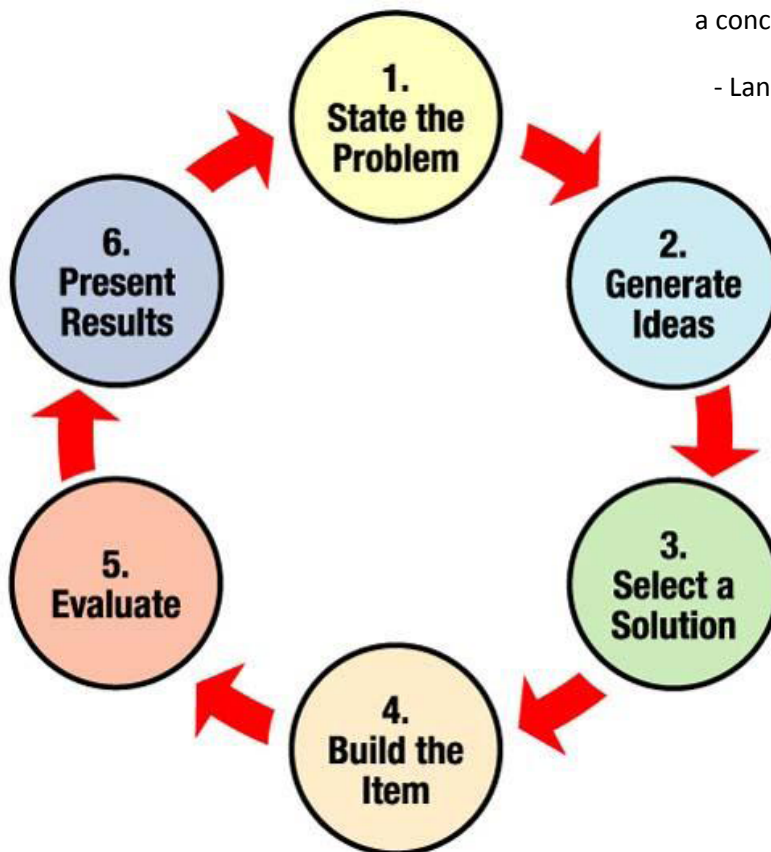 a conc
- Lan
1.
State the
Problem
2.
Generate
Ideas
3.
Select a
Solution
4.
Build the
Item
5.
Evaluate
6.
Present
Results